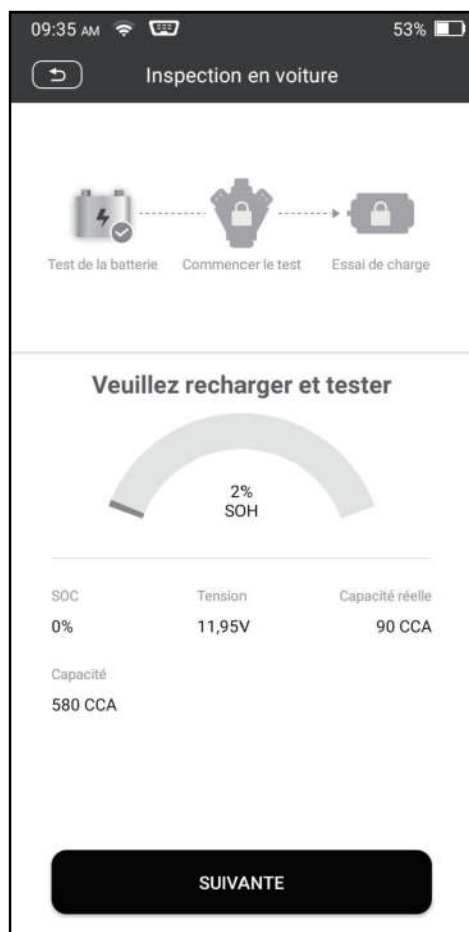 09:35 AM 53%
Inspection en voiture
Test de la batterie Commencer le test Essai de charge
Veuillez recharger et tester
2%
SOH
SOC Tension Capacité réelle
0% 11,95V 90 CCA
Capacité
580 CCA
SUIVANTE